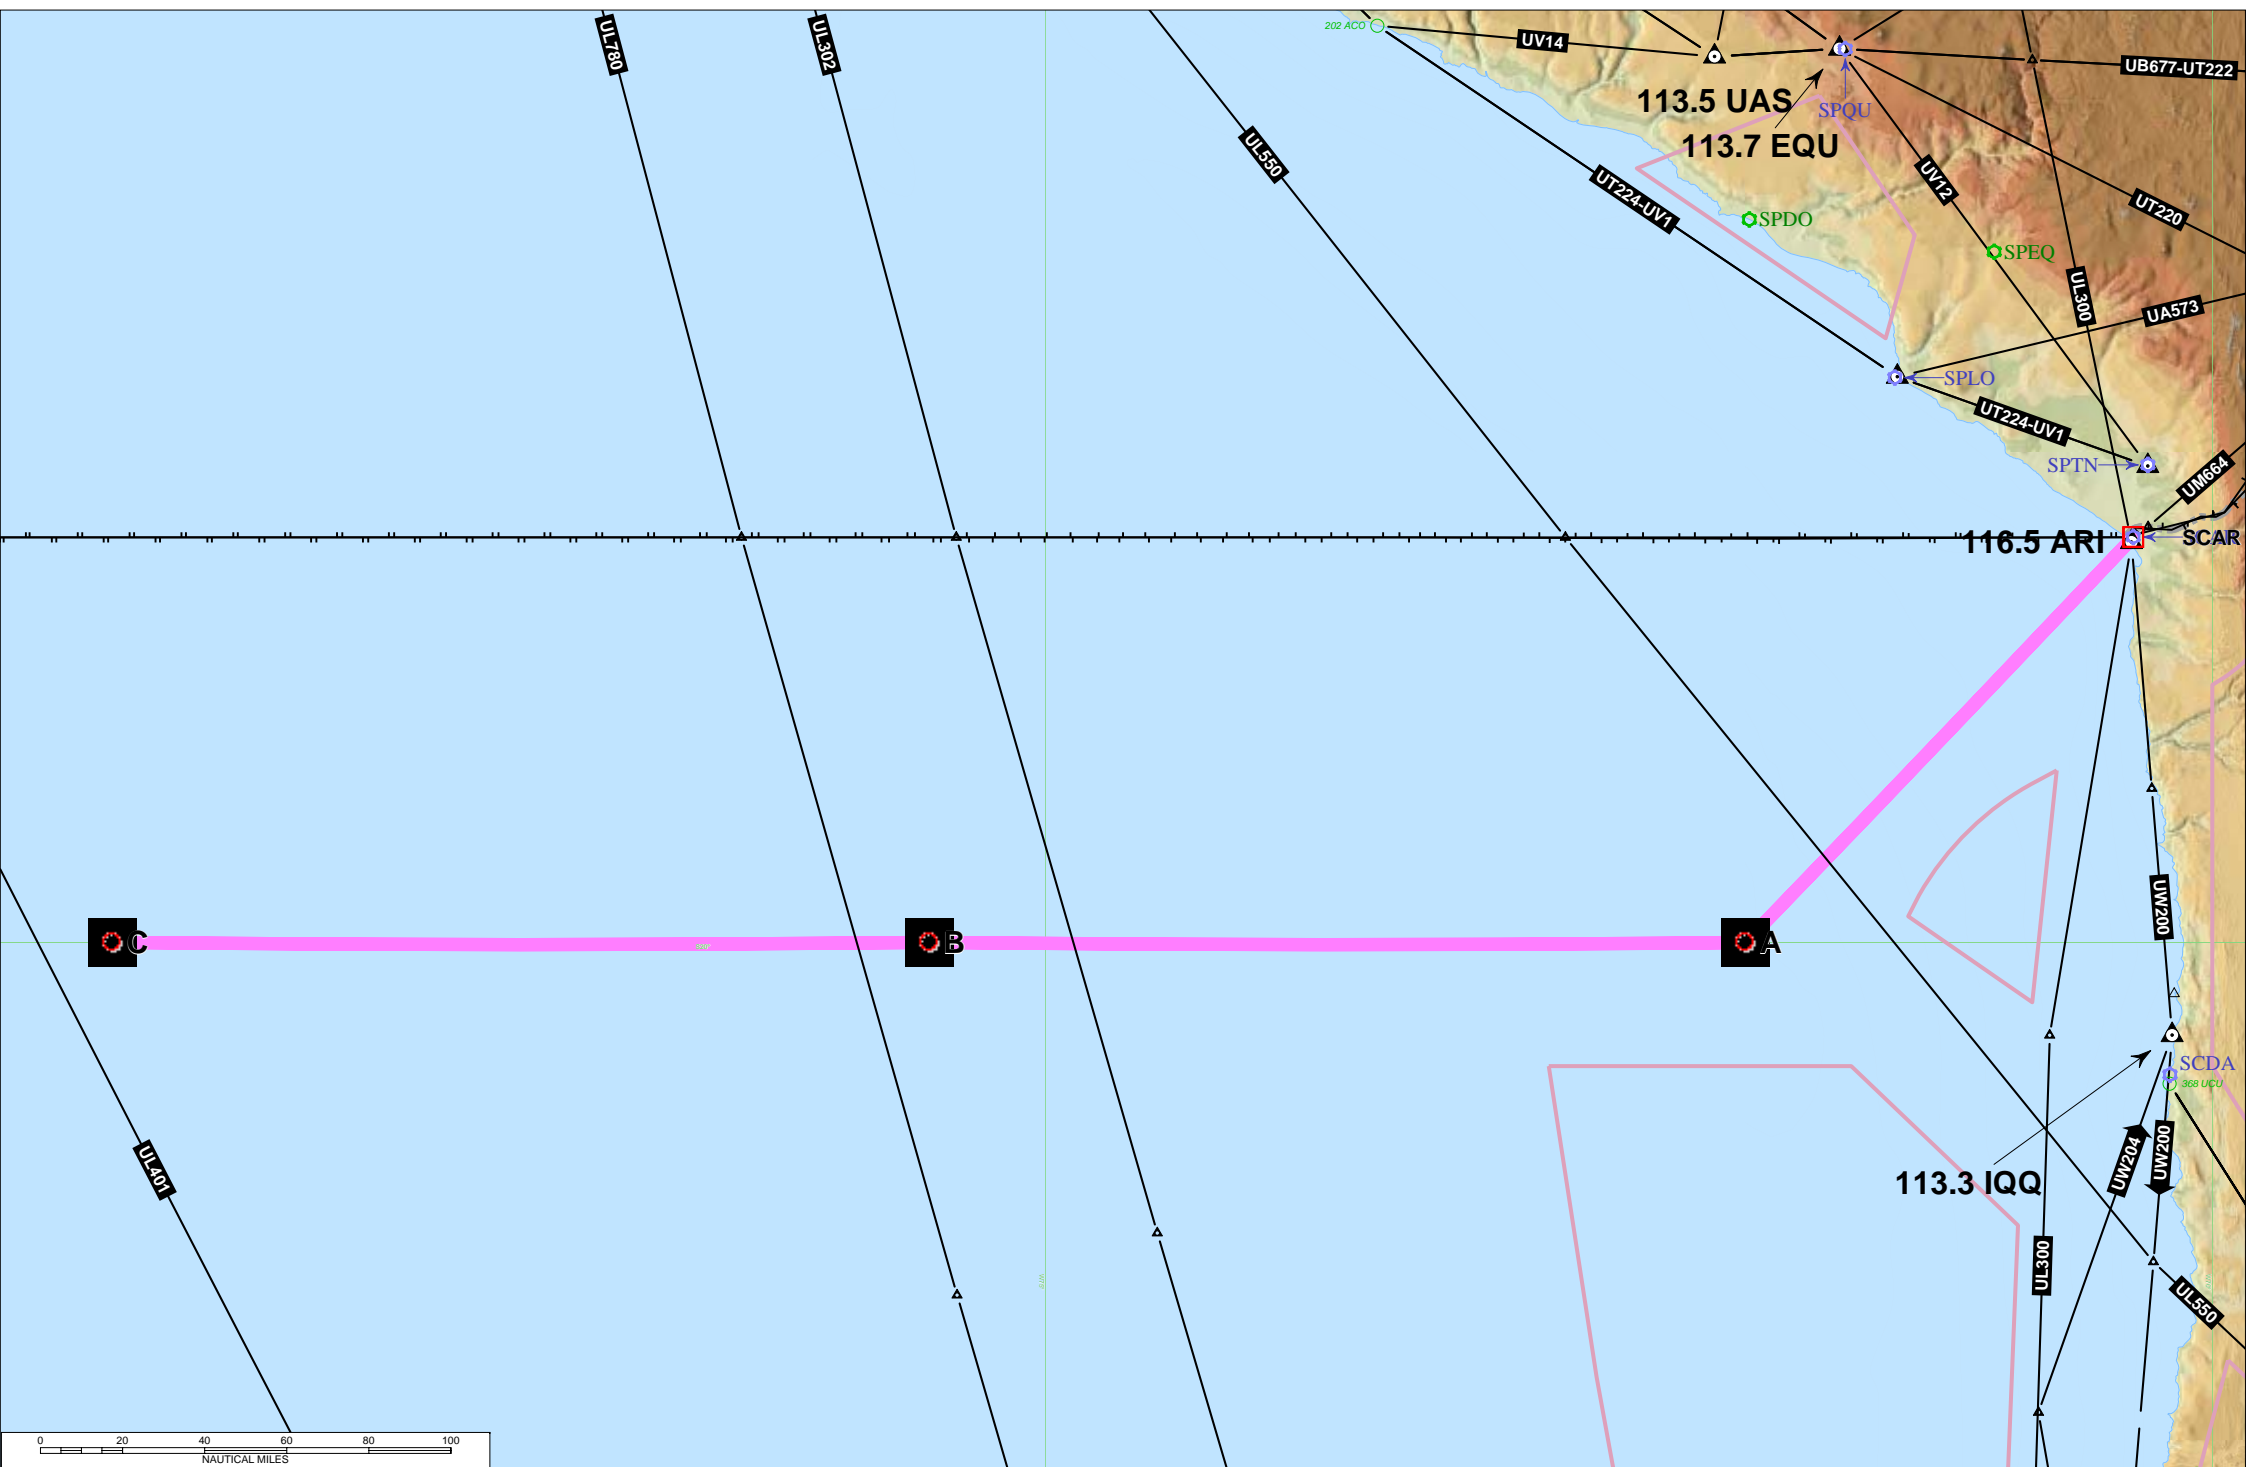 UL780
UL302
202 ACO
UV14
UB677-UT222
113.5 UAS
SPQU
113.7 EQU
UL550
UT224-UV1
UV12
UT220
SPDO
SPEQ
UL300
UA573
SPLO
UT224-UV1
SPTN
UM664
116.5 ARI
SCAR
UW200
C
B
A
SCDA
368 UCU
UL401
UW204
UW200
113.3 IQQ
UL300
UL550
0 20 40 60 80 100
NAUTICAL MILES